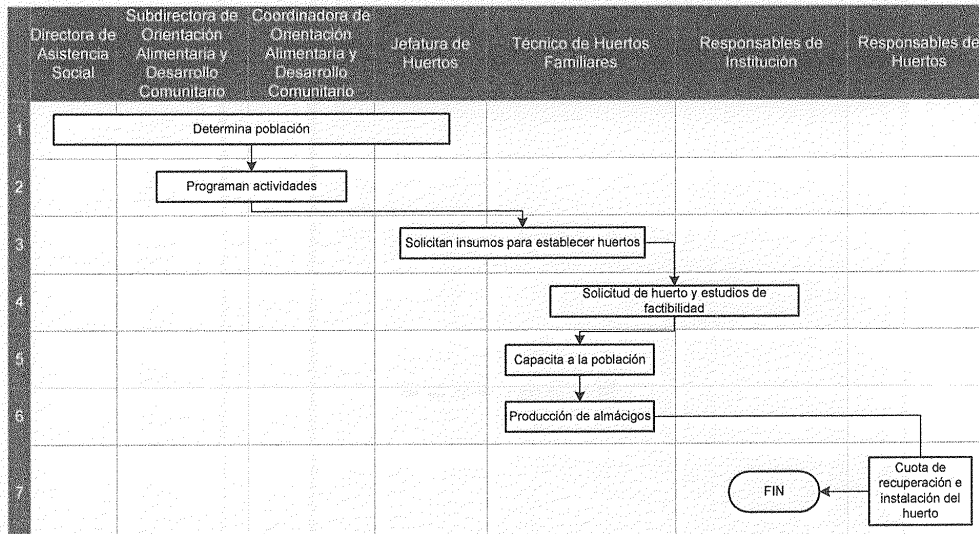 Directora de
Asistencia
Social
Subdirectora de
Orientación
Alimentaria y
Desarrollo
Comunitario
Coordinadora de
Orientación
Alimentaria y
Desarrollo
Comunitario
Jefatura de
Huertos
Técnico de Huertos
Familiares
Responsables de
Institución
Responsables de
Huertos
1
Determina población
2
Programan actividades
3
Solicitan insumos para establecer huertos
4
Solicitud de huerto y estudios de
factibilidad
5
Capacita a la población
6
Producción de almácigos
7
FIN
Cuota de
recuperación e
instalación del
huerto